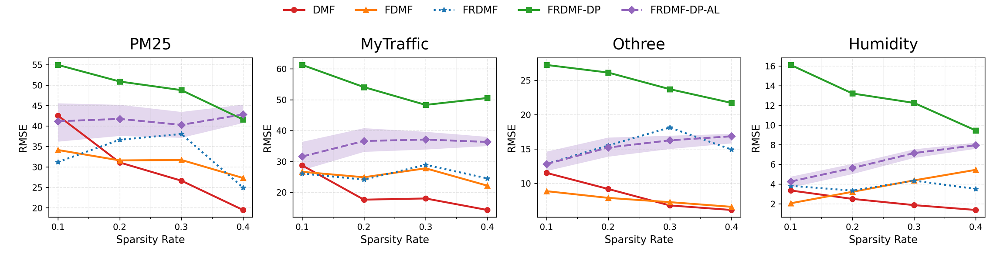 DMF FDMF FRDMF FRDMF-DP FRDMF-DP-AL
PM25
RMSE
55
50
45
40
35
30
25
20
0.1 0.2 0.3 0.4
Sparsity Rate
MyTraffic
RMSE
60
50
40
30
20
0.1 0.2 0.3 0.4
Sparsity Rate
Othree
RMSE
25
20
15
10
0.1 0.2 0.3 0.4
Sparsity Rate
Humidity
RMSE
16
14
12
10
8
6
4
2
0.1 0.2 0.3 0.4
Sparsity Rate